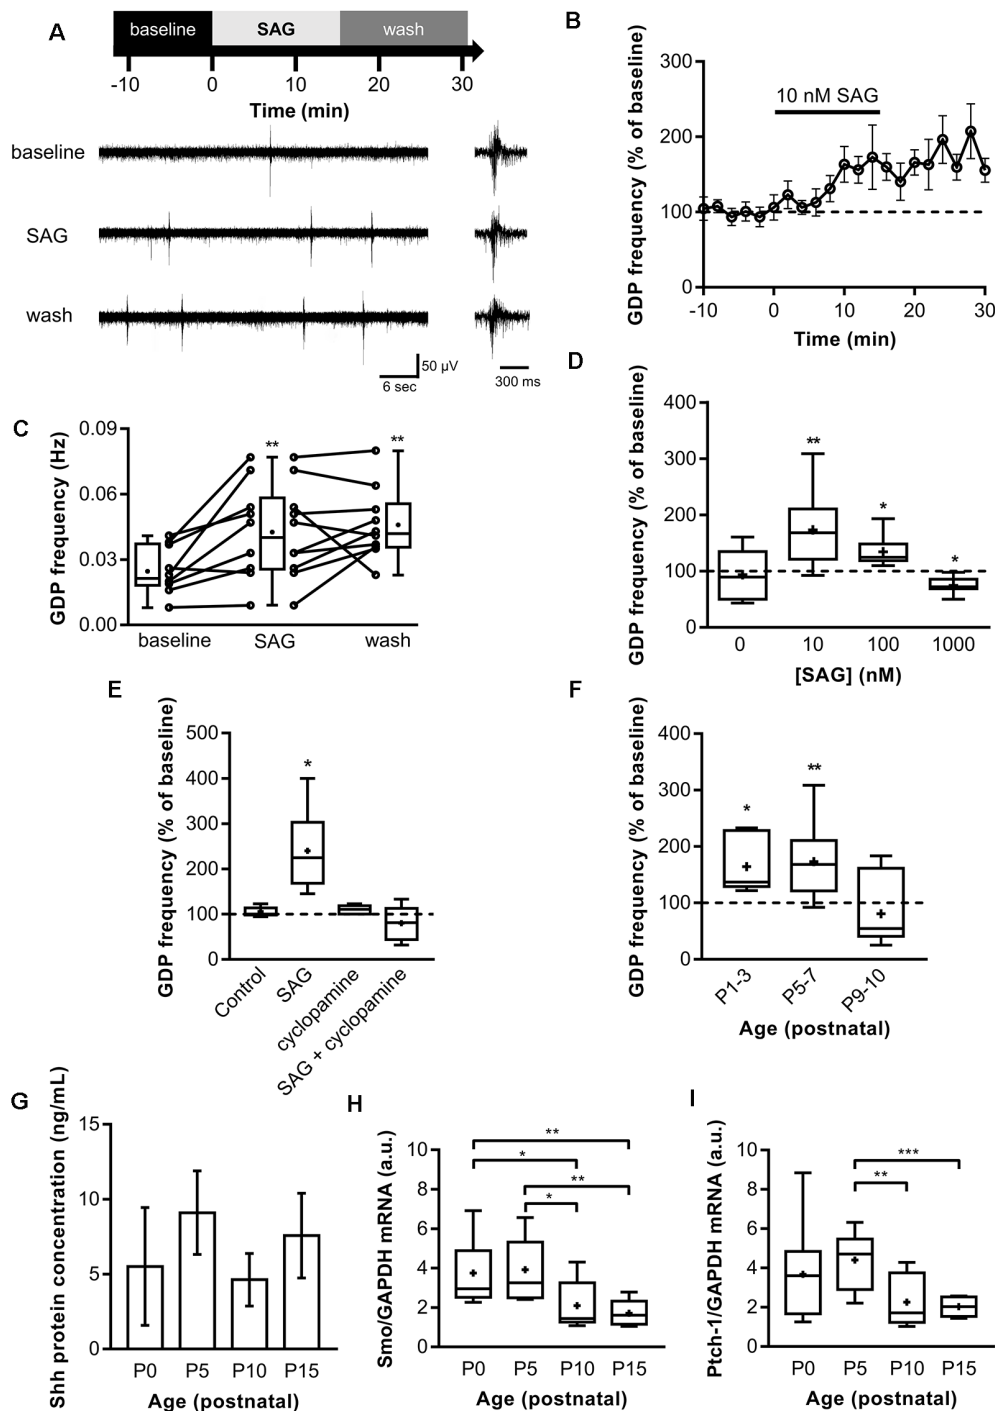 A
baseline
SAG
wash
-10
0
10
20
30
Time (min)
baseline
SAG
wash
50 µV
6 sec
300 ms
B
GDP frequency (% of baseline)
300
200
100
0
10 nM SAG
-10
0
10
20
30
Time (min)
C
GDP frequency (Hz)
0.09
0.06
0.03
0.00
**
**
baseline
SAG
wash
D
GDP frequency (% of baseline)
400
300
200
100
0
**
*
*
0
10
100
1000
[SAG] (nM)
E
GDP frequency (% of baseline)
500
400
300
200
100
0
*
Control
SAG
cyclopamine
SAG + cyclopamine
F
GDP frequency (% of baseline)
400
300
200
100
0
*
**
P1-3
P5-7
P9-10
Age (postnatal)
G
Shh protein concentration (ng/mL)
15
10
5
0
P0
P5
P10
P15
Age (postnatal)
H
Smo/GAPDH mRNA (a.u.)
10
8
6
4
2
0
**
*
**
*
P0
P5
P10
P15
Age (postnatal)
I
Ptch-1/GAPDH mRNA (a.u.)
10
8
6
4
2
0
***
**
P0
P5
P10
P15
Age (postnatal)